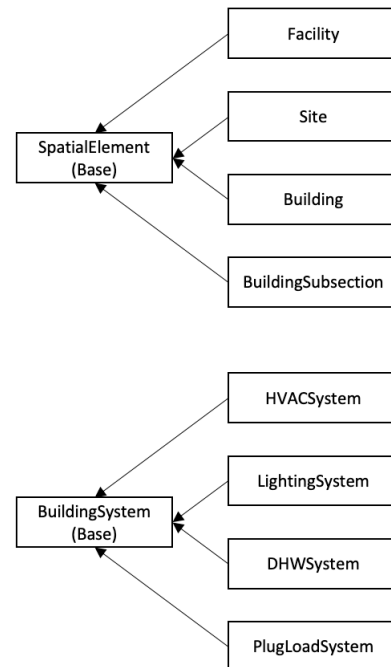 Facility
Site
SpatialElement
(Base)
Building
BuildingSubsection
HVACSystem
LightingSystem
BuildingSystem
(Base)
DHWSystem
PlugLoadSystem